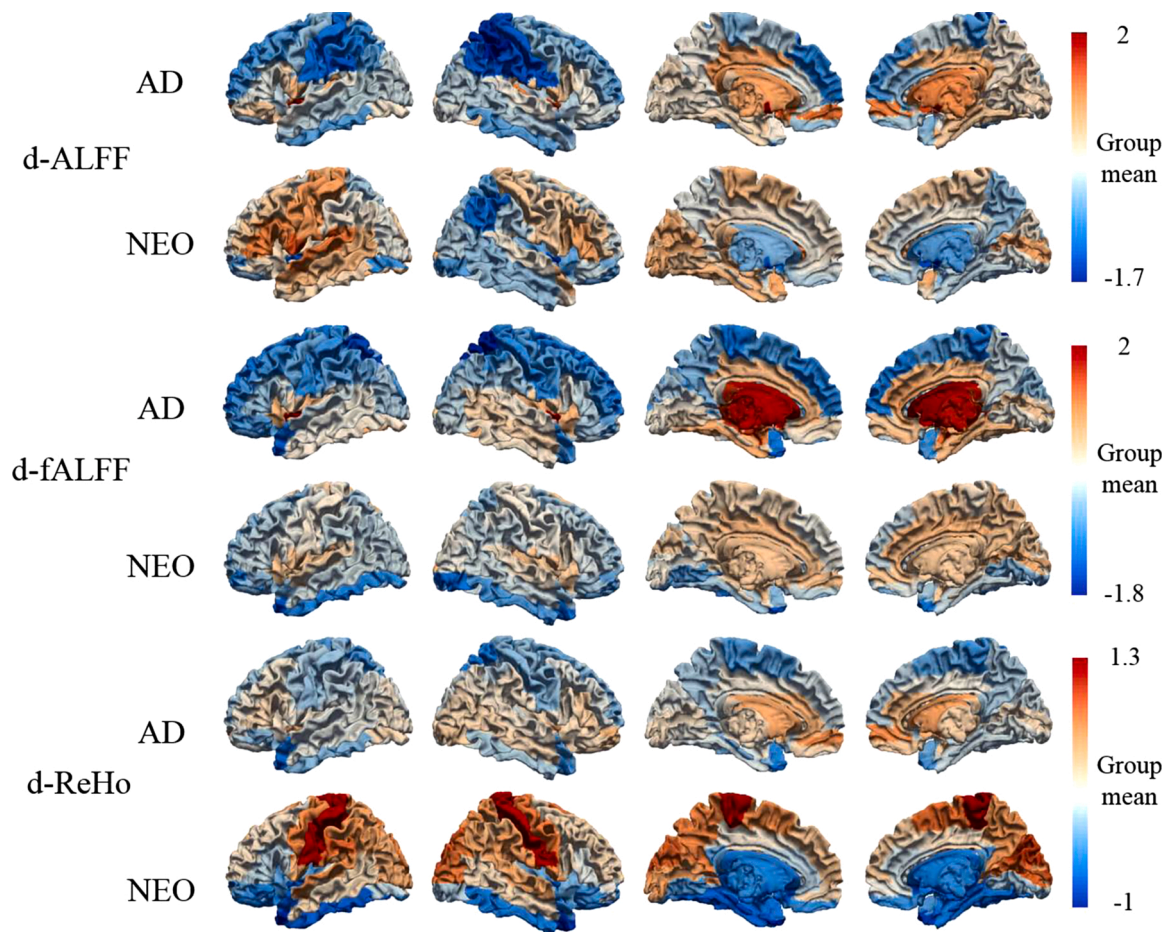 AD
d-ALFF
NEO
2
Group
mean
-1.7
AD
d-fALFF
NEO
2
Group
mean
-1.8
AD
d-ReHo
NEO
1.3
Group
mean
-1